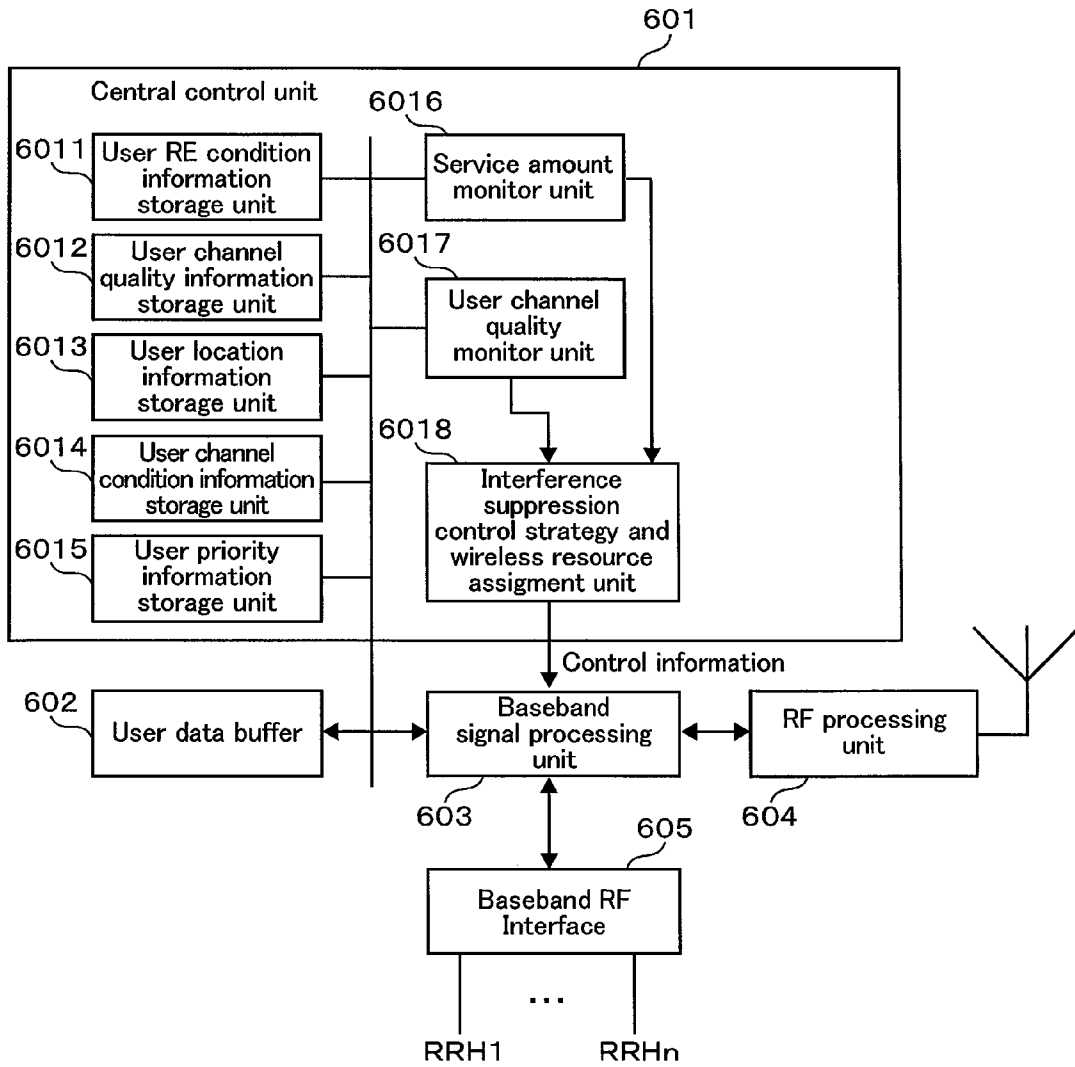 601
Central control unit
6016
6011
User RE condition
information
storage unit
Service amount
monitor unit
6012
User channel
quality information
storage unit
6017
User channel
quality
monitor unit
6013
User location
information
storage unit
6014
User channel
condition information
storage unit
6018
Interference
suppression
control strategy and
wireless resource
assigment unit
6015
User priority
information
storage unit
Control information
602
User data buffer
Baseband
signal processing
unit
603
RF processing
unit
604
605
Baseband RF
Interface
...
RRH1
RRHn